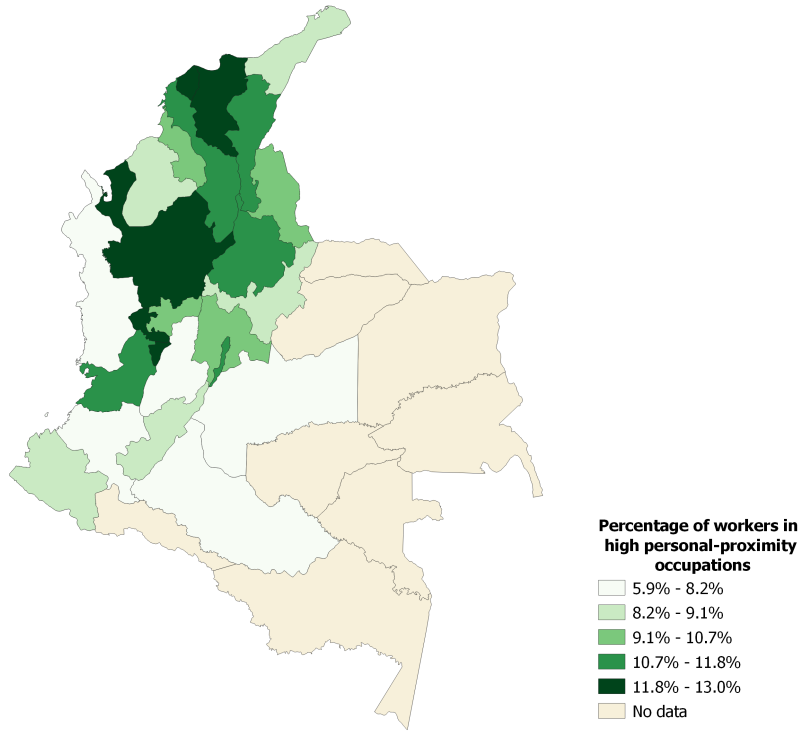 Percentage of workers in
high personal-proximity
occupations
5.9% - 8.2%
8.2% - 9.1%
9.1% - 10.7%
10.7% - 11.8%
11.8% - 13.0%
No data